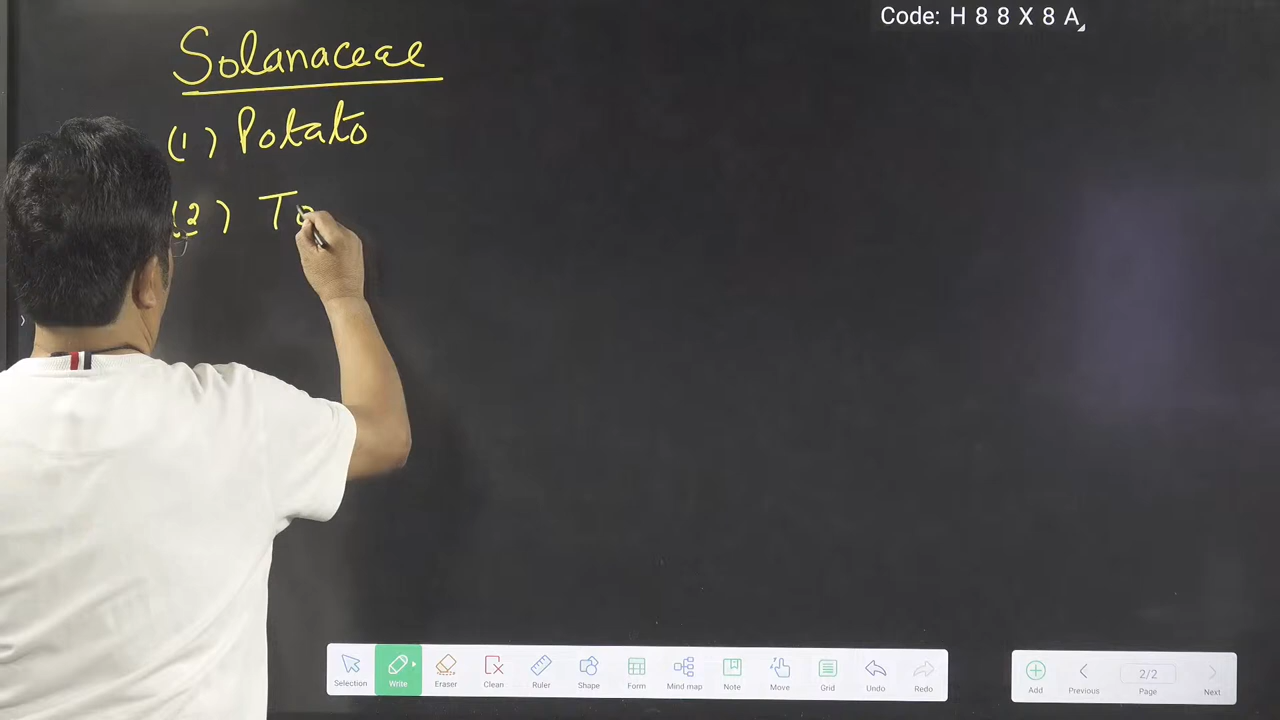 Code: H 8 8 X 8 A
Solanaceae
(1) Potato
(2) To
Selection Write Eraser Clean Ruler Shape Form Mind map Note Move Grid Undo Redo
Add Previous 2/2 Page Next